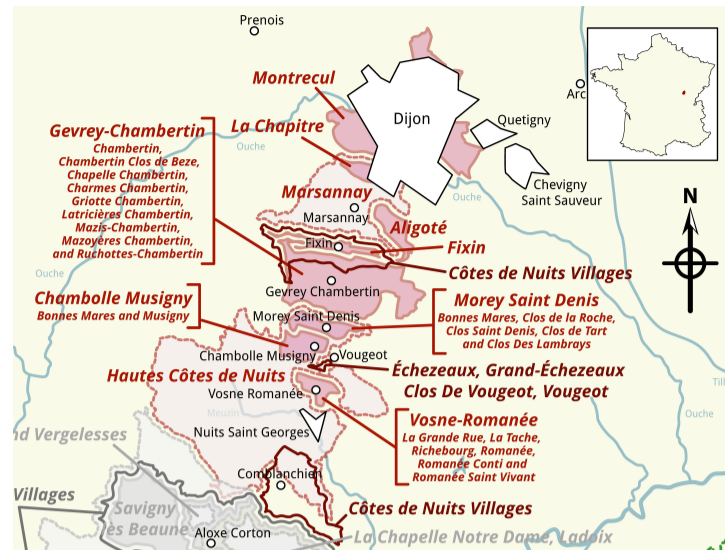 Prenois
Montrecul
Arc
Dijon
Quetigny
La Chapitre
Gevrey-Chambertin
Chambertin,
Chambertin Clos de Beze,
Chapelle Chambertin,
Charmes Chambertin,
Griotte Chambertin,
Latricières Chambertin,
Mazis-Chambertin,
Mazoyères Chambertin,
and Ruchottes-Chambertin
Ouche
Chevigny
Saint Sauveur
Ouche
Marsannay
Marsannay
Aligoté
N
Fixin
Fixin
Côtes de Nuits Villages
Ouche
Gevrey Chambertin
Chambolle Musigny
Bonnes Mares and Musigny
Morey Saint Denis
Bonnes Mares, Clos de la Roche,
Clos Saint Denis, Clos de Tart
and Clos Des Lambrays
Morey Saint Denis
Chambolle Musigny
Vougeot
Échezeaux, Grand-Échezeaux
Clos De Vougeot, Vougeot
Hautes Côtes de Nuits
Vosne Romanée
Till
Meuzin
Ouche
Vosne-Romanée
La Grande Rue, La Tache,
Richebourg, Romanée,
Romanée Conti and
Romanée Saint Vivant
Nuits Saint Georges
nd Vergelesses
Comblanchien
Villages
Savigny
ès Beaune
Côtes de Nuits Villages
Aloxe Corton
La Chapelle Notre Dame, Ladoix